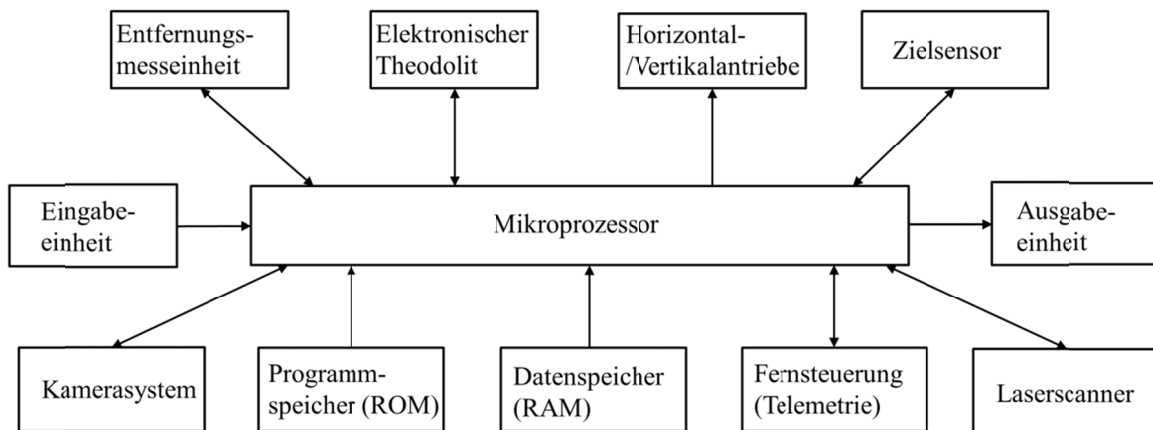 Entfernungs-
messeinheit
Elektronischer
Theodolit
Horizontal-
/Vertikalantriebe
Zielsensor
Eingabe-
einheit
Mikroprozessor
Ausgabe-
einheit
Kamerasystem
Programm-
speicher (ROM)
Datenspeicher
(RAM)
Fernsteuerung
(Telemetrie)
Laserscanner